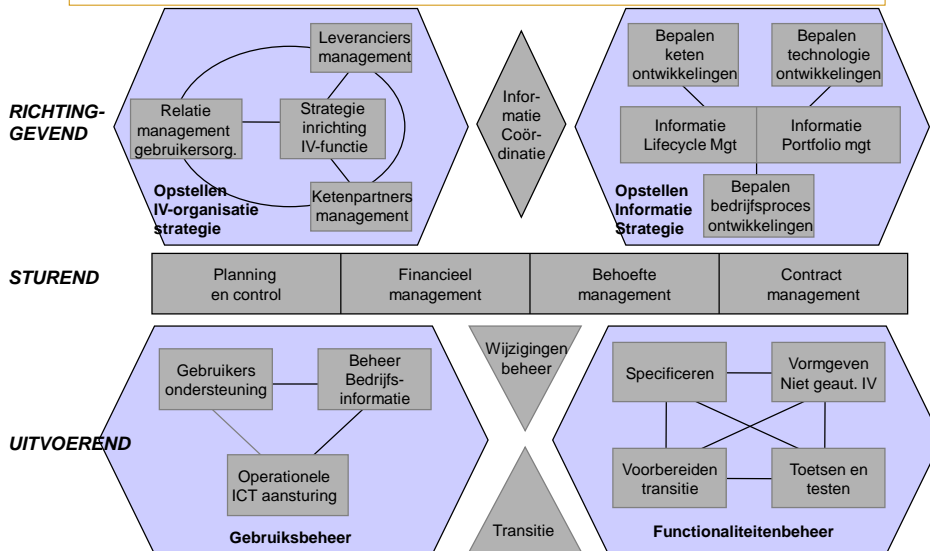 RICHTING-
GEVEND
Leveranciers
management
Relatie
management
gebruikersorg.
Strategie
inrichting
IV-functie
Ketenpartners
management
Opstellen
IV-organisatie
strategie
Infor-
matie
Coör-
dinatie
Bepalen
keten
ontwikkelingen
Bepalen
technologie
ontwikkelingen
Informatie
Lifecycle Mgt
Informatie
Portfolio mgt
Bepalen
bedrijfsproces
ontwikkelingen
Opstellen
Informatie
Strategie
STUREND
Planning
en control
Financieel
management
Behoefte
management
Contract
management
UITVOEREND
Gebruikers
ondersteuning
Beheer
Bedrijfs-
informatie
Operationele
ICT aansturing
Gebruiksbeheer
Wijzigingen
beheer
Transitie
Specificeren
Vormgeven
Niet geaut. IV
Voorbereiden
transitie
Toetsen en
testen
Functionaliteitenbeheer